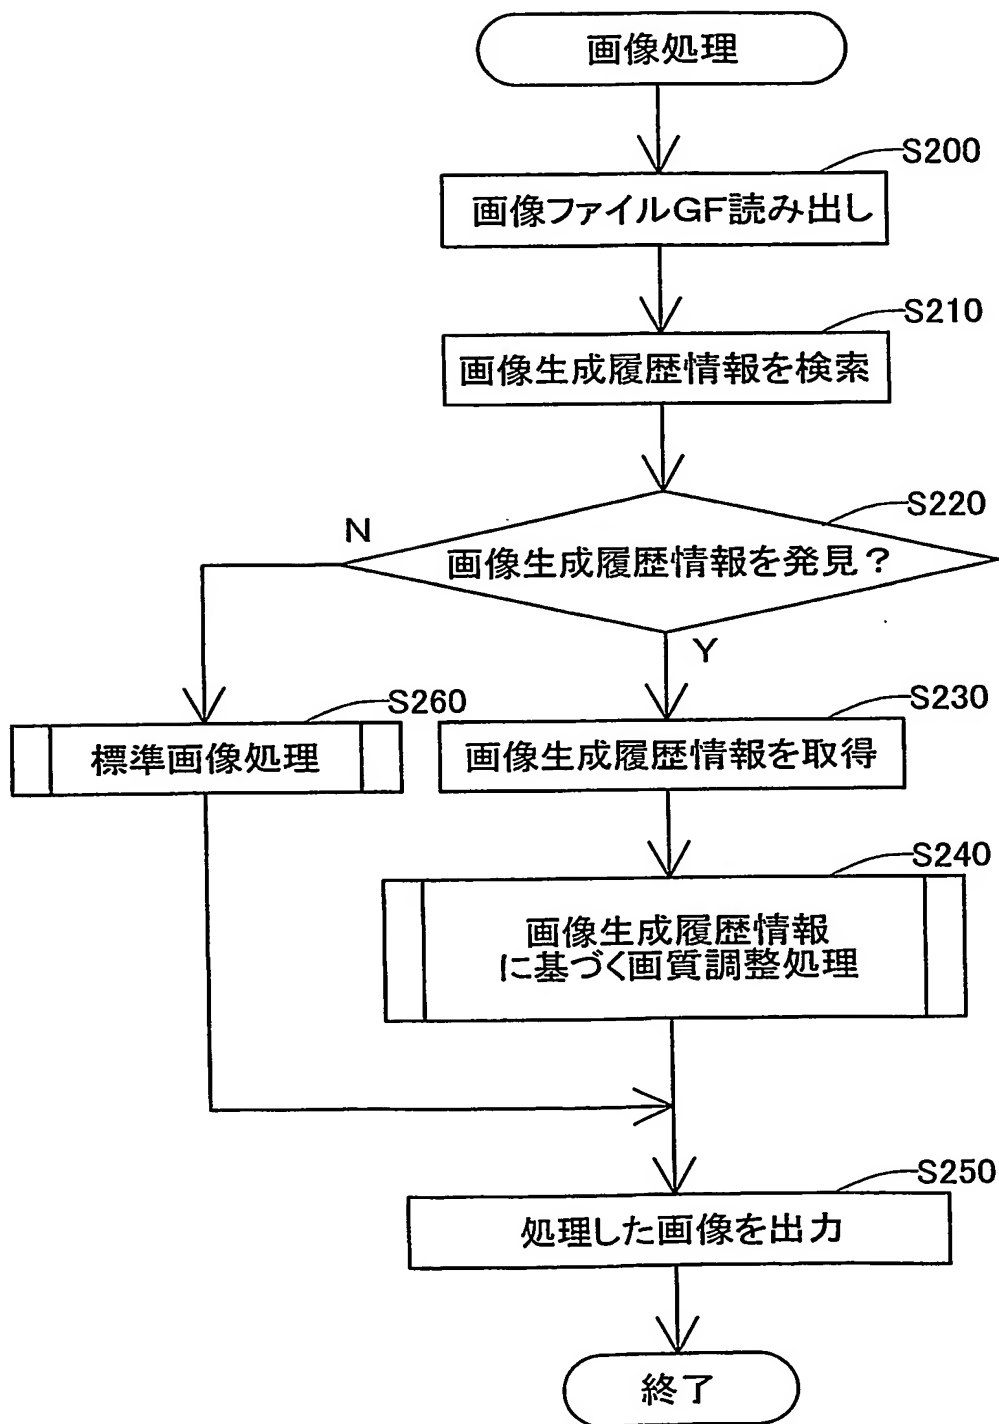 画像処理
S200
画像ファイルGF読み出し
S210
画像生成履歴情報を検索
S220
画像生成履歴情報を発見？
N
Y
S260
標準画像処理
S230
画像生成履歴情報を取得
S240
画像生成履歴情報
に基づく画質調整処理
S250
処理した画像を出力
終了